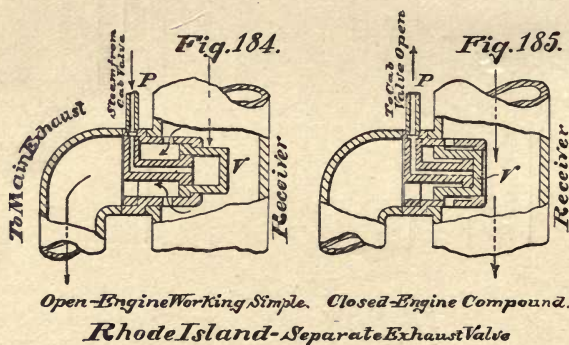 Fig. 184.
Steam from
Cab Valve
P
To Main Exhaust
V
Receiver
Fig. 185.
To Cab
Valve Open
P
V
Receiver
Open-Engine Working Simple.
Closed-Engine Compound.
Rhode Island-Separate Exhaust Valve